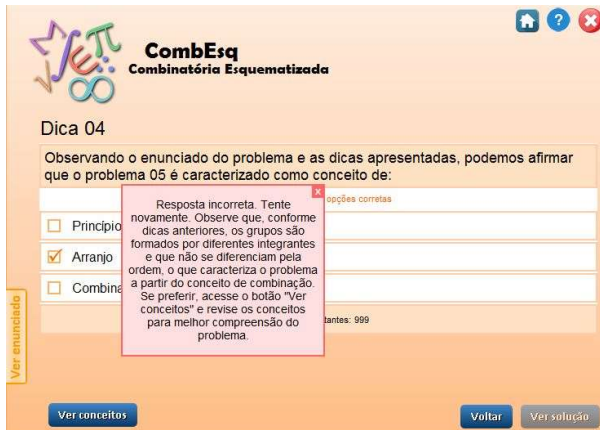 CombEsq
Combinatória Esquematizada
Dica 04
Observando o enunciado do problema e as dicas apresentadas, podemos afirmar
que o problema 05 é caracterizado como conceito de:
opções corretas
x
Resposta incorreta. Tente
novamente. Observe que, conforme
dicas anteriores, os grupos são
formados por diferentes integrantes
e que não se diferenciam pela
ordem, o que caracteriza o problema
a partir do conceito de combinação.
Se preferir, acesse o botão "Ver
conceitos" e revise os conceitos
para melhor compreensão do
problema.
Princípio
Arranjo
Combina
tantes: 999
Ver enunciado
Ver conceitos
Voltar
Ver solução